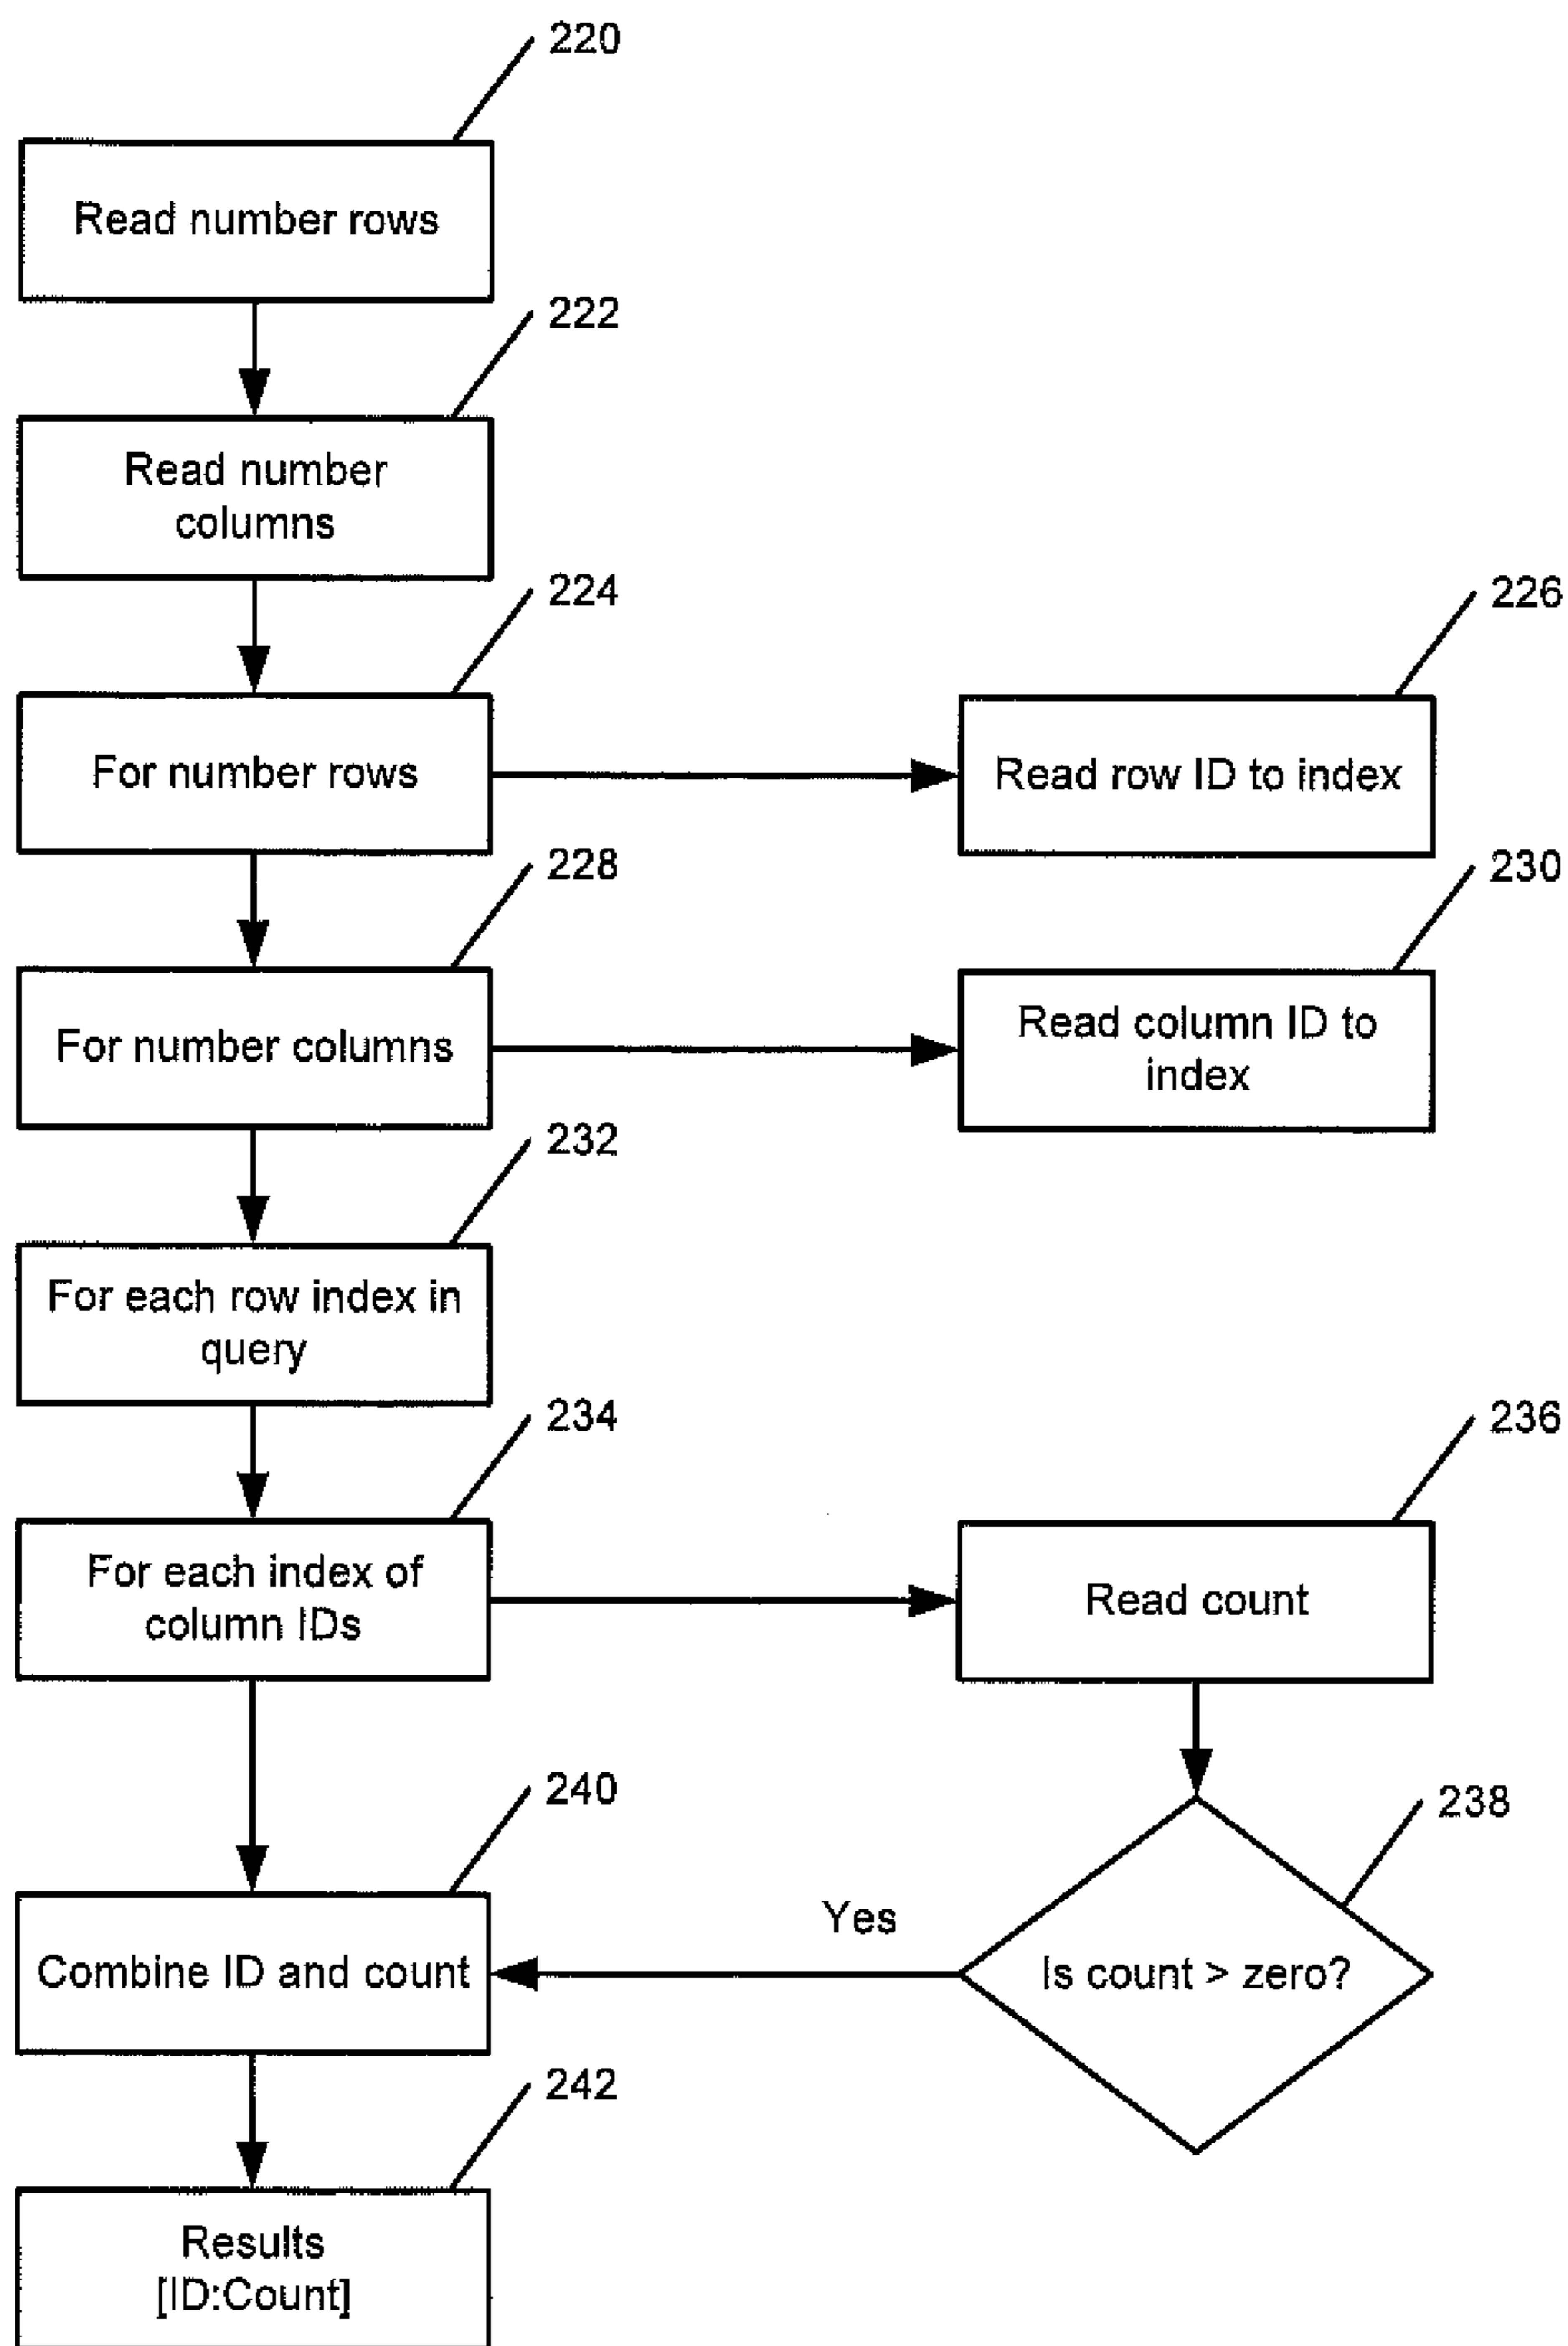 220
Read number rows
222
Read number
columns
224
For number rows
226
Read row ID to index
228
For number columns
230
Read column ID to
index
232
For each row index in
query
234
For each index of
column IDs
236
Read count
238
Is count > zero?
Yes
240
Combine ID and count
242
Results
[ID:Count]